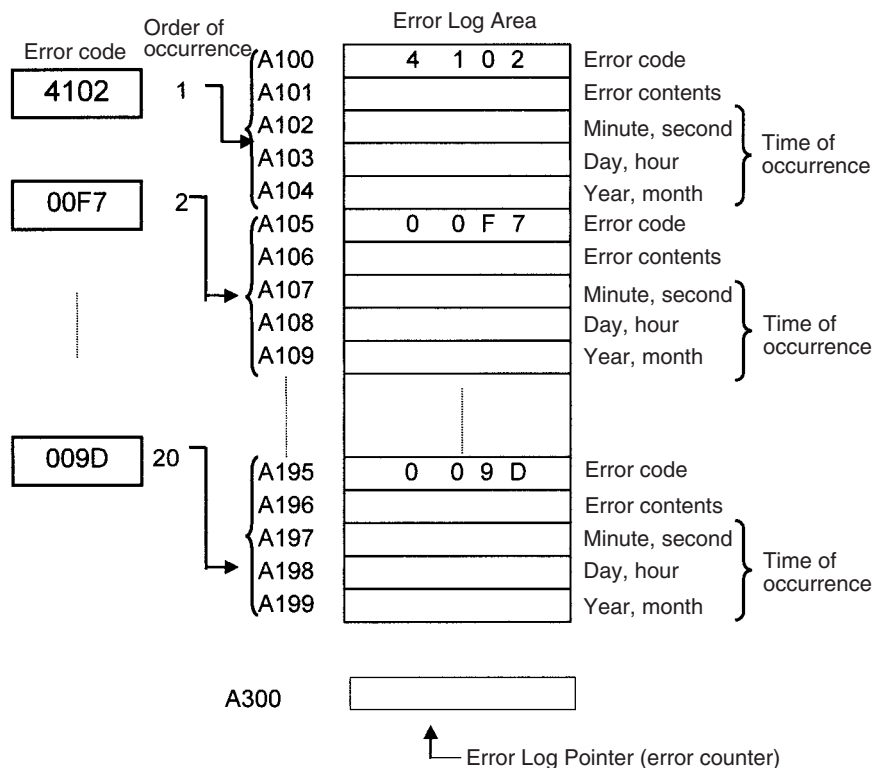 Error Log Area
Error code
Order of
occurrence
4102
1
A100
4 1 0 2
Error code
A101
Error contents
A102
Minute, second
A103
Day, hour
A104
Year, month
Time of
occurrence
00F7
2
A105
0 0 F 7
Error code
A106
Error contents
A107
Minute, second
A108
Day, hour
A109
Year, month
Time of
occurrence
009D
20
A195
0 0 9 D
Error code
A196
Error contents
A197
Minute, second
A198
Day, hour
A199
Year, month
Time of
occurrence
A300
Error Log Pointer (error counter)